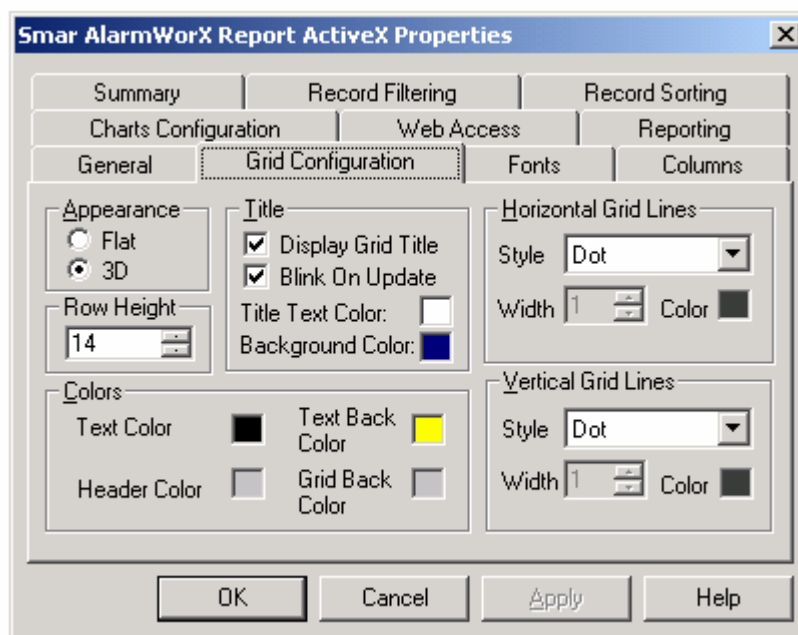 Smar AlarmWorX Report ActiveX Properties
Summary
Record Filtering
Record Sorting
Charts Configuration
Web Access
Reporting
General
Grid Configuration
Fonts
Columns
Appearance
Flat
3D
Row Height
14
Title
Display Grid Title
Blink On Update
Title Text Color:
Background Color:
Colors
Text Color
Text Back
Color
Header Color
Grid Back
Color
Horizontal Grid Lines
Style
Dot
Width
1
Color
Vertical Grid Lines
Style
Dot
Width
1
Color
OK
Cancel
Apply
Help